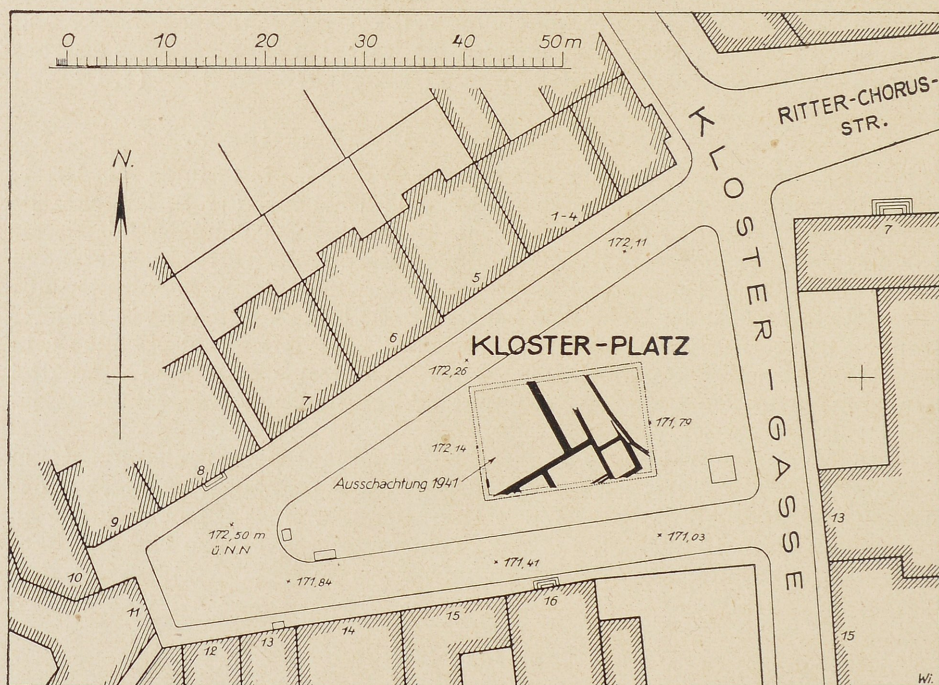 0 10 20 30 40 50 m
N.
KLOSTER-GASSE
RITTER-CHORUS-
STR.
1-4
172,11
7
5
6
KLOSTER-PLATZ
172,26
7
171,79
172,14
8
Ausschachtung 1941
9
172,50 m
ü. N N
13
171,03
171,41
10
171,84
11
16
15
14
13
12
15
Wi.